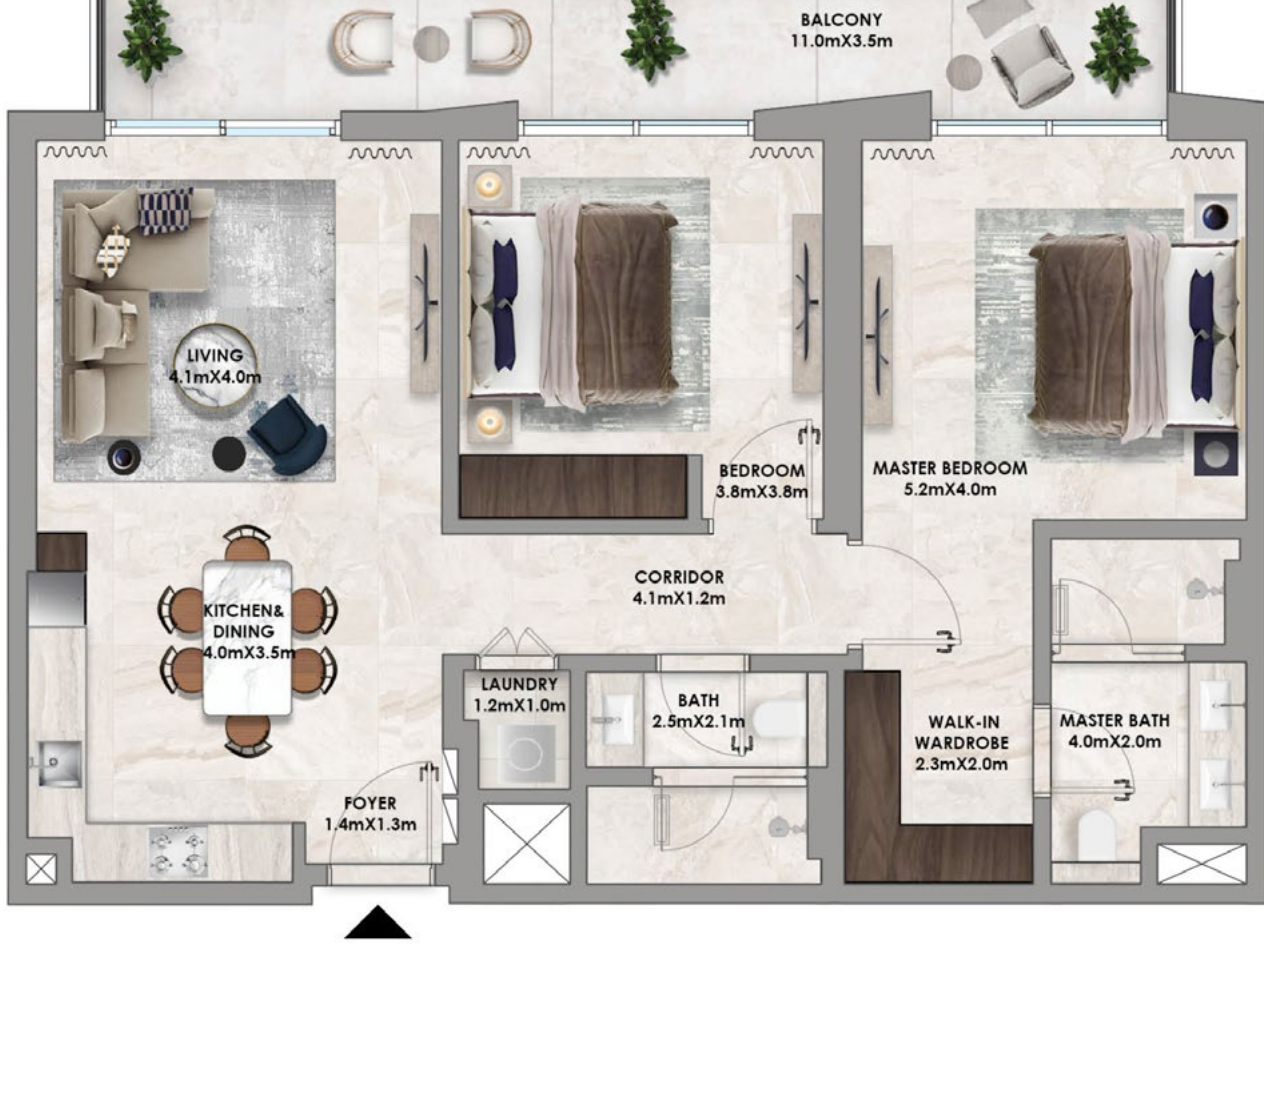 BALCONY
11.0mX3.5m
LIVING
4.1mX4.0m
BEDROOM
3.8mX3.8m
MASTER BEDROOM
5.2mX4.0m
CORRIDOR
4.1mX1.2m
KITCHEN&
DINING
4.0mX3.5m
LAUNDRY
1.2mX1.0m
BATH
2.5mX2.1m
WALK-IN
WARDROBE
2.3mX2.0m
MASTER BATH
4.0mX2.0m
FOYER
1.4mX1.3m